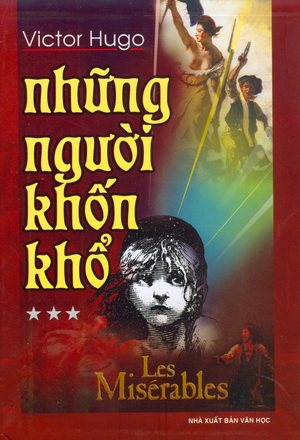 Victor Hugo
những
người
khốn
khổ
★★★
Les
Misérables
NHÀ XUẤT BẢN VĂN HỌC